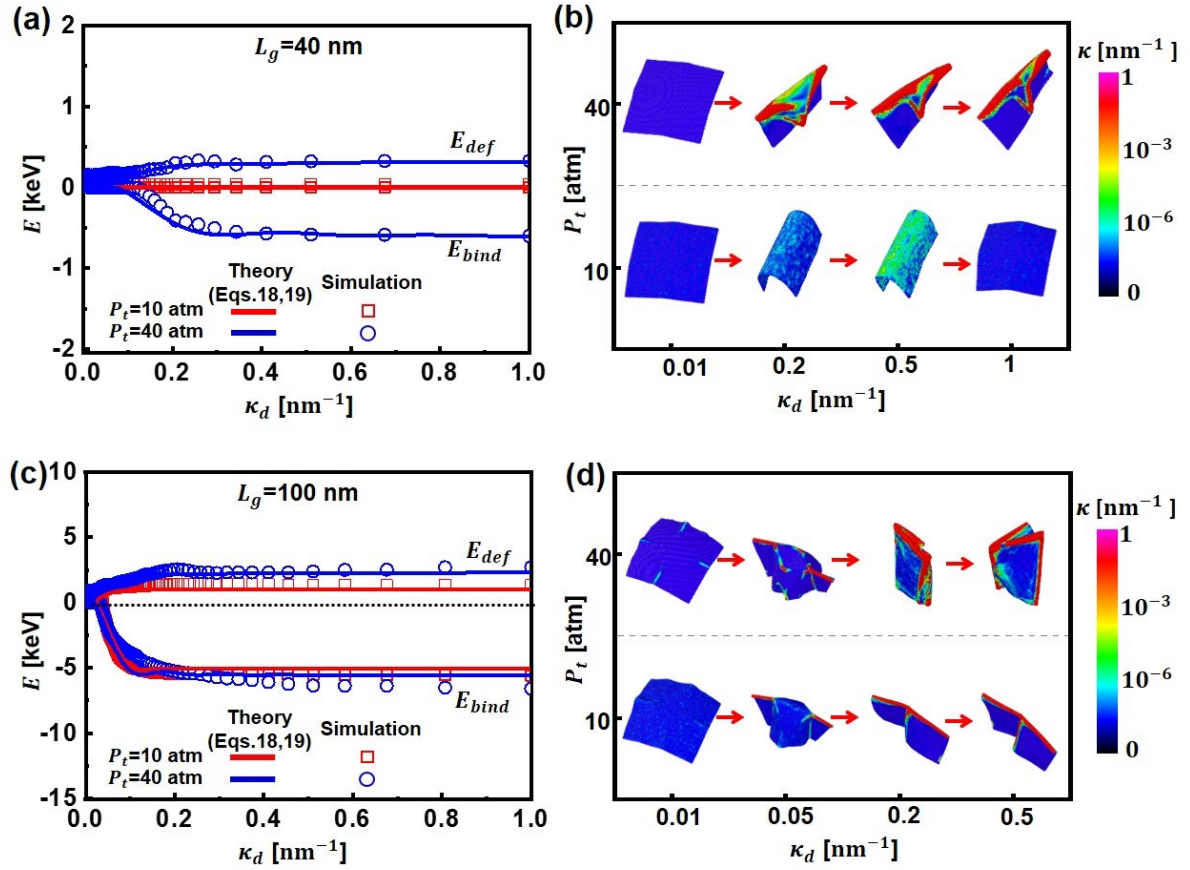 (a)
L_g=40 nm
E [keV]
2
1
0
-1
-2
E_def
E_bind
Theory Simulation
(Eqs.18,19)
P_t=10 atm
P_t=40 atm
0.0 0.2 0.4 0.6 0.8 1.0
κ_d [nm⁻¹]
(b)
P_t [atm]
40
10
0.01 0.2 0.5 1
κ_d [nm⁻¹]
κ [nm⁻¹]
1
10⁻³
10⁻⁶
0
(c)
L_g=100 nm
E [keV]
10
5
0
-5
-10
-15
E_def
E_bind
Theory Simulation
(Eqs.18,19)
P_t=10 atm
P_t=40 atm
0.0 0.2 0.4 0.6 0.8 1.0
κ_d [nm⁻¹]
(d)
P_t [atm]
40
10
0.01 0.05 0.2 0.5
κ_d [nm⁻¹]
κ [nm⁻¹]
1
10⁻³
10⁻⁶
0